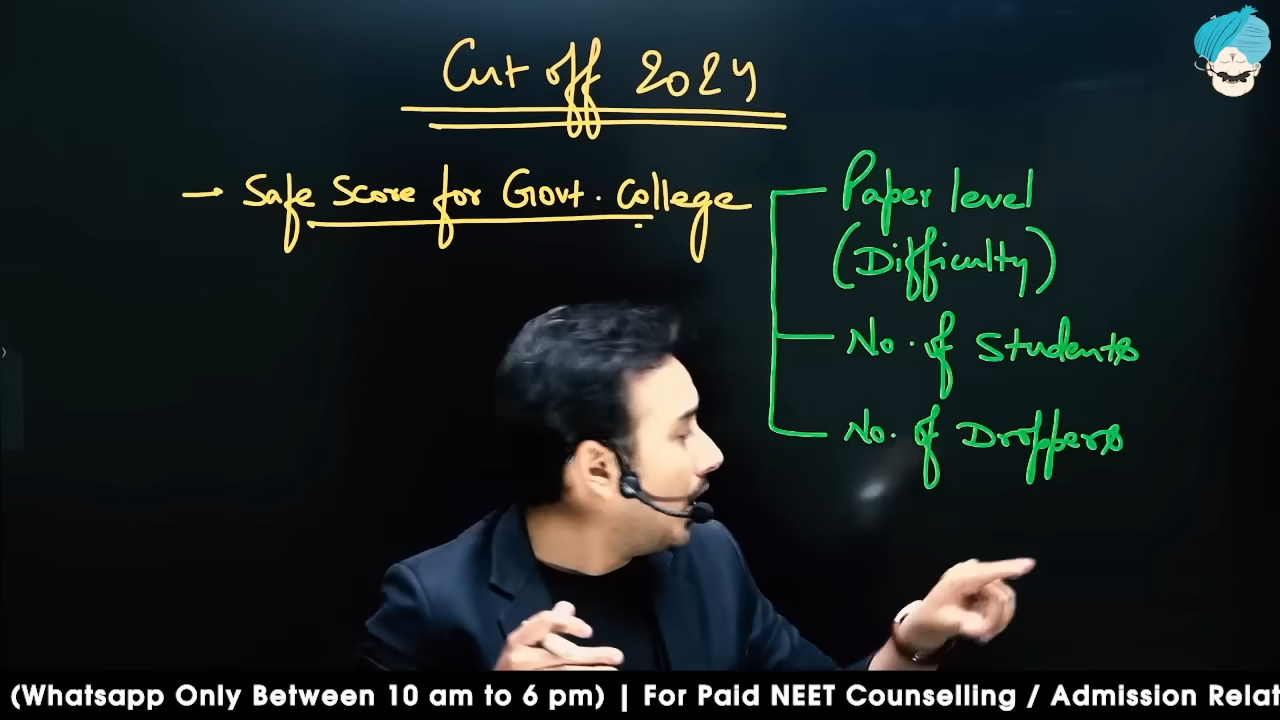 Cut off 2024
→ Safe Score for Govt. College
Paper level
(Difficulty)
No. of Students
No. of Droppers
(Whatsapp Only Between 10 am to 6 pm) | For Paid NEET Counselling / Admission Relat